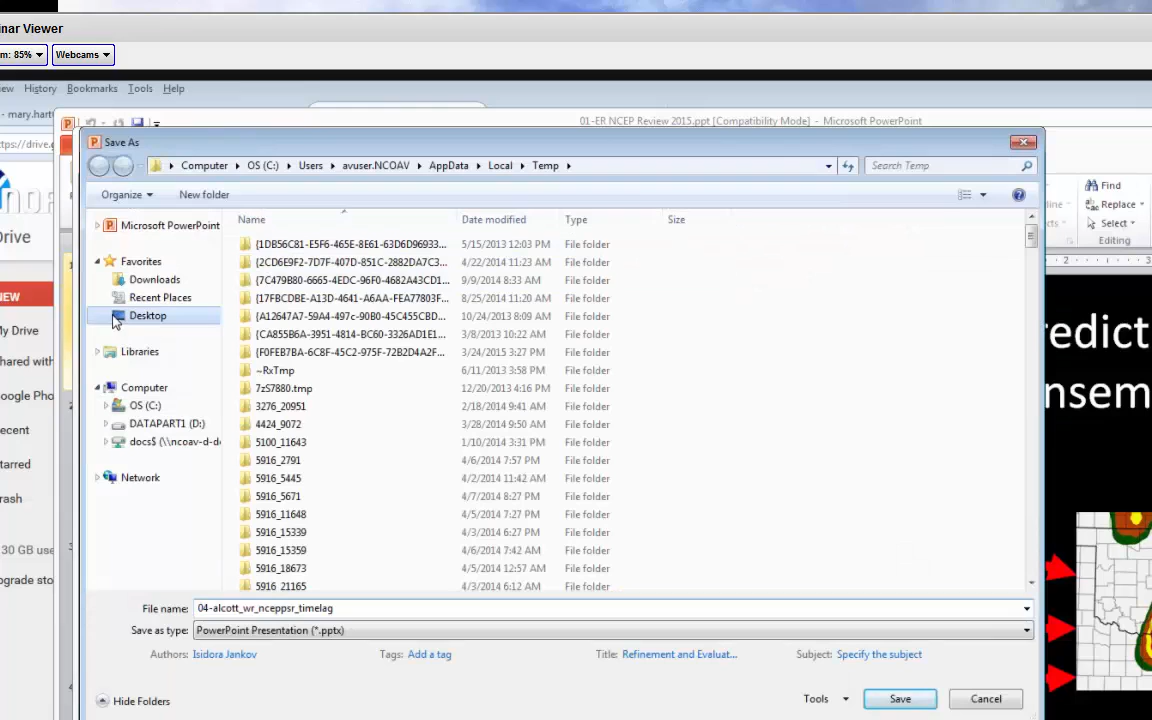 inar Viewer
m: 85% Webcams
ew History Bookmarks Tools Help
- mary.hart
01-ER NCEP Review 2015.ppt [Compatibility Mode] - Microsoft PowerPoint
ttps://drive.g
Save As
Computer OS (C:) Users avuser.NCOAV AppData Local Temp
Search Temp
Organize New folder
Find
Replace
Select
Editing
Drive
NEW
My Drive
hared with
oogle Pho
ecent
tarred
rash
30 GB use
pgrade sto
Microsoft PowerPoint
Favorites
Downloads
Recent Places
Desktop
Libraries
Computer
OS (C:)
DATAPART1 (D:)
docs$ (\\ncoav-d-do
Network
Name Date modified Type Size
{1DB56C81-E5F6-465E-8E61-63D6D96933... 5/15/2013 12:03 PM File folder
{2CD6E9F2-7D7F-407D-851C-2882DA7C3... 4/22/2014 11:23 AM File folder
{7C479B80-6665-4EDC-96F0-4682A43CD1... 9/9/2014 8:33 AM File folder
{17FBCDBE-A13D-4641-A6AA-FEA77803F... 8/25/2014 11:20 AM File folder
{A12647A7-59A4-497c-90B0-45C455CBD... 10/24/2013 8:09 AM File folder
{CA855B6A-3951-4814-BC60-3326AD1E1... 3/8/2013 10:22 AM File folder
{F0FEB7BA-6C8F-45C2-975F-72B2D4A2F... 3/24/2015 3:27 PM File folder
~RxTmp 6/11/2013 3:58 PM File folder
7zS7880.tmp 12/20/2013 4:16 PM File folder
3276_20951 2/18/2014 9:41 AM File folder
4424_9072 3/28/2014 9:50 AM File folder
5100_11643 1/10/2014 3:31 PM File folder
5916_2791 4/6/2014 7:57 PM File folder
5916_5445 4/2/2014 11:42 AM File folder
5916_5671 4/7/2014 8:27 PM File folder
5916_11648 4/5/2014 7:27 PM File folder
5916_15339 4/3/2014 6:27 PM File folder
5916_15359 4/6/2014 7:42 AM File folder
5916_18673 4/5/2014 12:57 AM File folder
5916_21165 4/3/2014 6:12 AM File folder
redict
nsem
File name: 04-alcott_wr_nceppsr_timelag
Save as type: PowerPoint Presentation (*.pptx)
Authors: Isidora Jankov Tags: Add a tag Title: Refinement and Evaluat... Subject: Specify the subject
Hide Folders
Tools Save Cancel